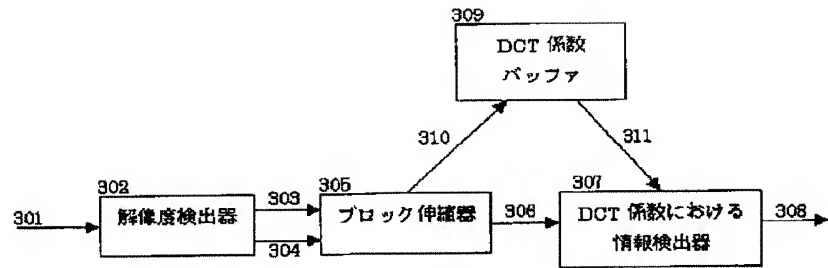 309
DCT 係数
バッファ
310
311
302
解像度検出器
303
304
305
ブロック伸縮器
306
307
DCT 係数における
情報検出器
301
308